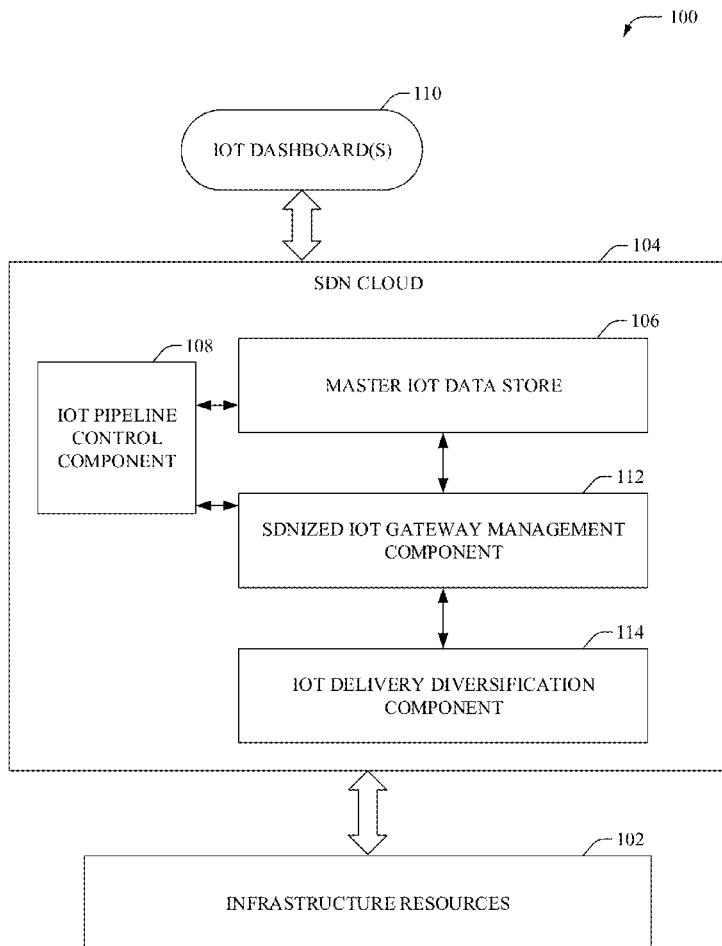 100
110
IOT DASHBOARD(S)
104
SDN CLOUD
106
MASTER IOT DATA STORE
108
IOT PIPELINE
CONTROL
COMPONENT
112
SDNIZED IOT GATEWAY MANAGEMENT
COMPONENT
114
IOT DELIVERY DIVERSIFICATION
COMPONENT
102
INFRASTRUCTURE RESOURCES